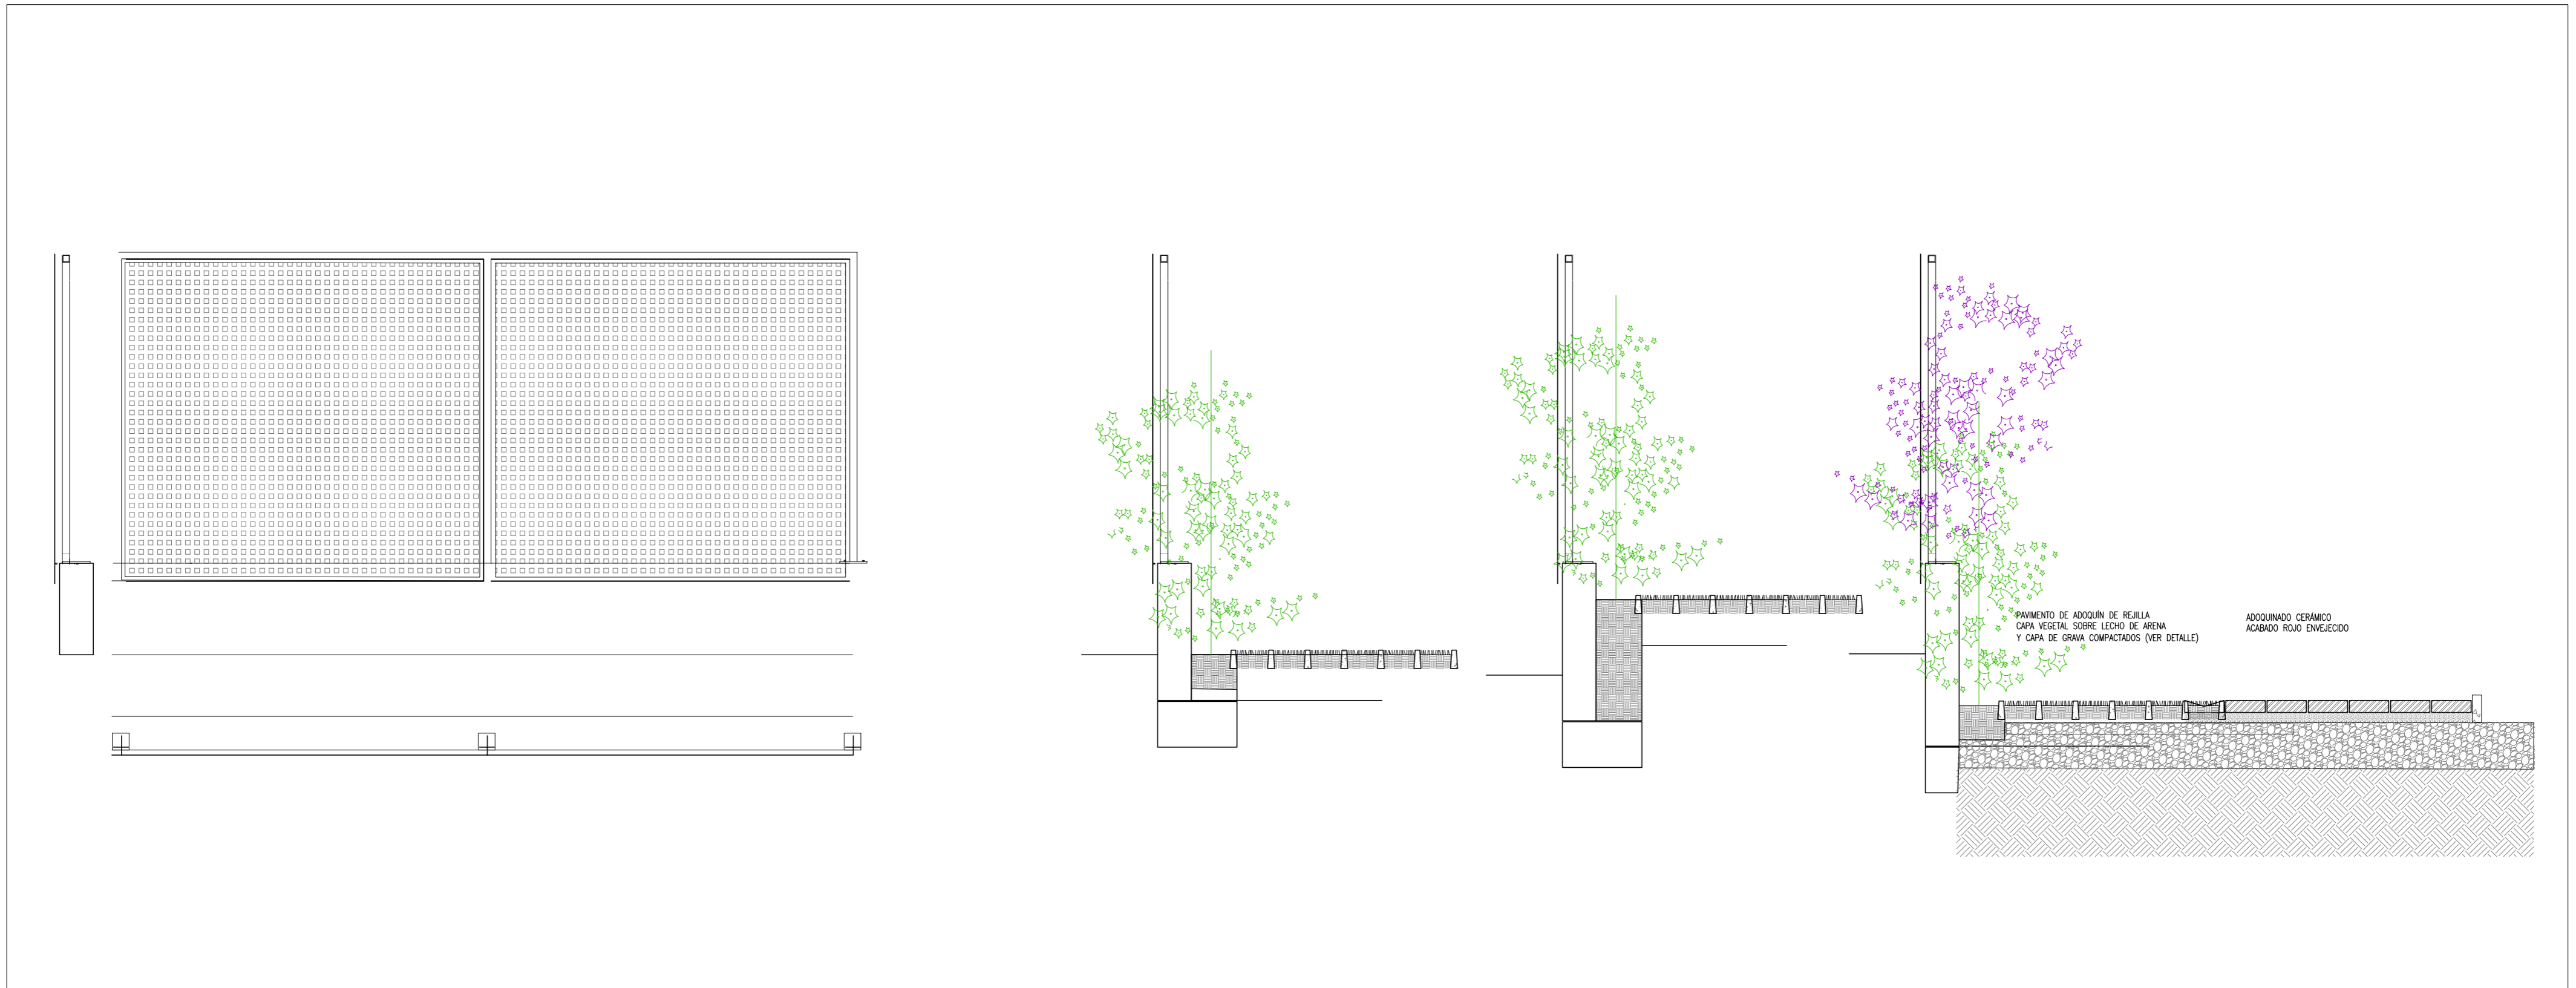 PAVIMENTO DE ADOQUÍN DE REJILLA
CAPA VEGETAL SOBRE LECHO DE ARENA
Y CAPA DE GRAVA COMPACTADOS (VER DETALLE)
ADOQUINADO CERÁMICO
ACABADO ROJO ENVEJECIDO